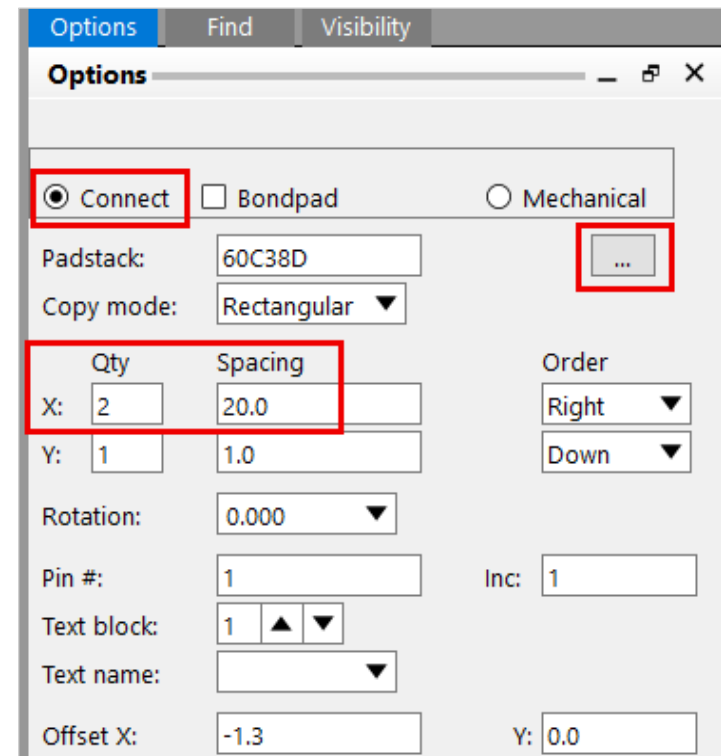 Options Find Visibility
Options
Connect Bondpad Mechanical
Padstack: 60C38D ...
Copy mode: Rectangular
Qty Spacing Order
X: 2 20.0 Right
Y: 1 1.0 Down
Rotation: 0.000
Pin #: 1 Inc: 1
Text block: 1
Text name:
Offset X: -1.3 Y: 0.0